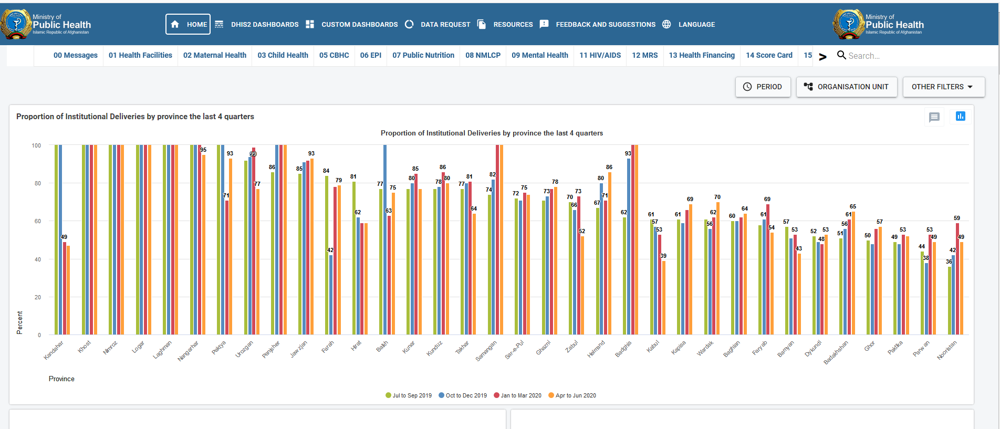 Ministry of
Public Health
Islamic Republic of Afghanistan
HOME
DHIS2 DASHBOARDS
CUSTOM DASHBOARDS
DATA REQUEST
RESOURCES
FEEDBACK AND SUGGESTIONS
LANGUAGE
Ministry of
Public Health
Islamic Republic of Afghanistan
00 Messages
01 Health Facilities
02 Maternal Health
03 Child Health
05 CBHC
06 EPI
07 Public Nutrition
08 NMLCP
09 Mental Health
11 HIV/AIDS
12 MRS
13 Health Financing
14 Score Card
15
>
Search...
PERIOD
ORGANISATION UNIT
OTHER FILTERS
Proportion of Institutional Deliveries by province the last 4 quarters
Proportion of Institutional Deliveries by province the last 4 quarters
100
80
60
40
20
0
Percent
49
95
93
71
99
77
86
85
93
84
42
79
81
62
77
63
75
80
85
78
86
80
77
81
64
74
82
72
75
73
78
70
66
73
52
67
80
71
86
62
93
61
57
53
39
61
69
56
62
70
60
64
61
69
54
57
53
43
52
48
53
51
56
61
65
50
57
49
53
44
38
53
49
36
42
59
49
Kandahar
Khost
Nimroz
Logar
Laghman
Nangarhar
Paktya
Urozgan
Panjsher
Jawzjan
Farah
Hirat
Balkh
Kunar
Kunduz
Takhar
Samangan
Sar-e-Pul
Ghazni
Zabul
Helmand
Badghis
Kabul
Kapisa
Wardak
Baghlan
Faryab
Bamyan
Dykundi
Badakhshan
Ghor
Paktika
Parwan
Nooristan
Province
Jul to Sep 2019
Oct to Dec 2019
Jan to Mar 2020
Apr to Jun 2020